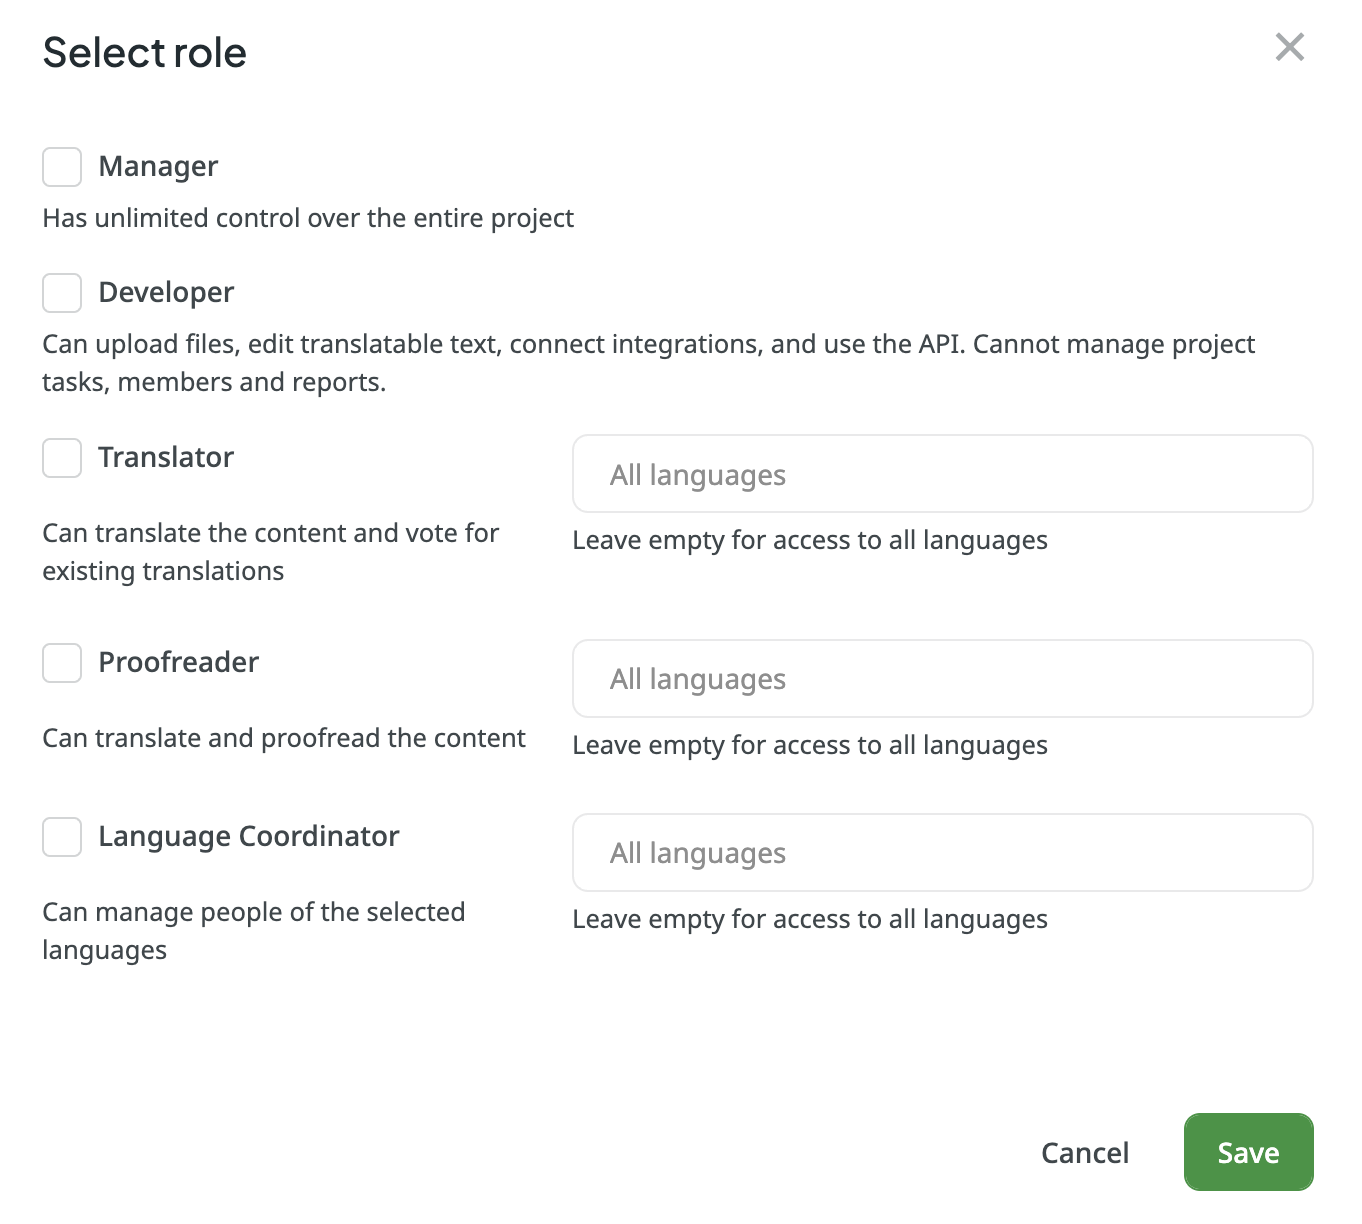 Select role
Manager
Has unlimited control over the entire project
Developer
Can upload files, edit translatable text, connect integrations, and use the API. Cannot manage project
tasks, members and reports.
Translator
All languages
Can translate the content and vote for
existing translations
Leave empty for access to all languages
Proofreader
All languages
Can translate and proofread the content
Leave empty for access to all languages
Language Coordinator
All languages
Can manage people of the selected
languages
Leave empty for access to all languages
Cancel
Save